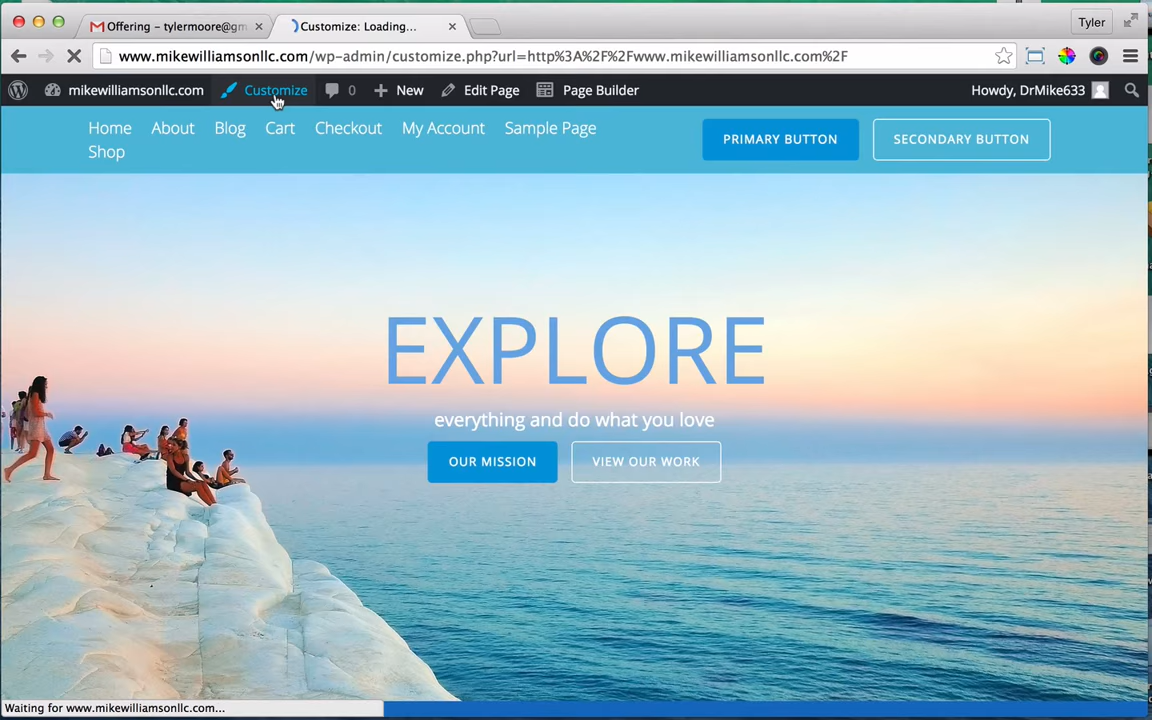 Offering – tylermoore@gm
Customize: Loading...
Tyler
www.mikewilliamsonllc.com/wp-admin/customize.php?url=http%3A%2F%2Fwww.mikewilliamsonllc.com%2F
mikewilliamsonllc.com Customize 0 New Edit Page Page Builder Howdy, DrMike633
Home About Blog Cart Checkout My Account Sample Page
Shop
PRIMARY BUTTON SECONDARY BUTTON
EXPLORE
everything and do what you love
OUR MISSION VIEW OUR WORK
Waiting for www.mikewilliamsonllc.com...